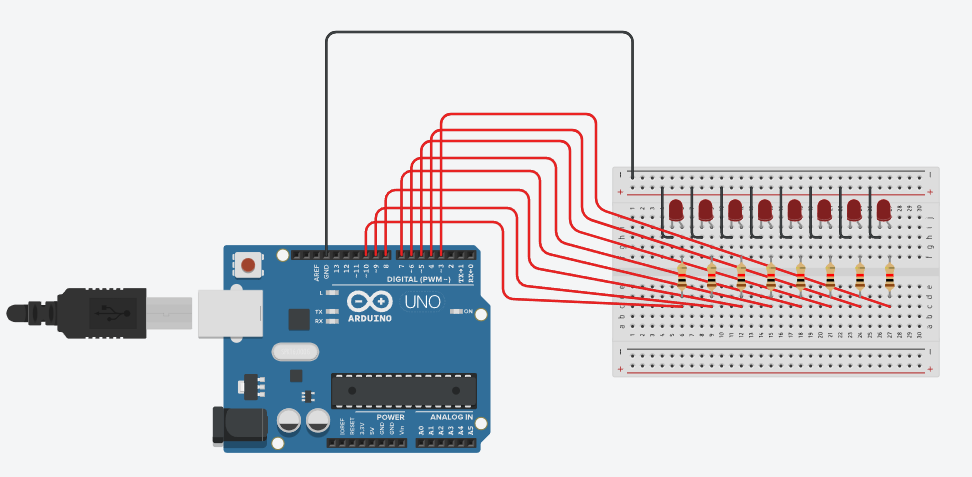 AREF
GND
13
12
~11
~10
~9
8
7
~6
~5
4
~3
2
TX→1
RX←0
DIGITAL (PWM~)
L
TX
RX
UNO
ARDUINO
ON
POWER
ANALOG IN
IOREF
RESET
3.3V
5V
GND
GND
Vin
A0
A1
A2
A3
A4
A5